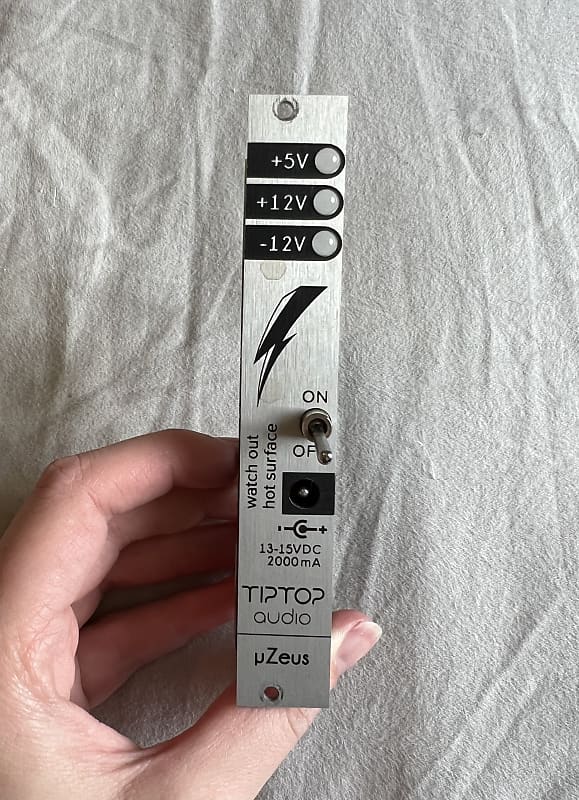 +5V
+12V
-12V
ON
OFF
watch out
hot surface
- +
13-15VDC
2000mA
TIPTOP
audio
µZeus